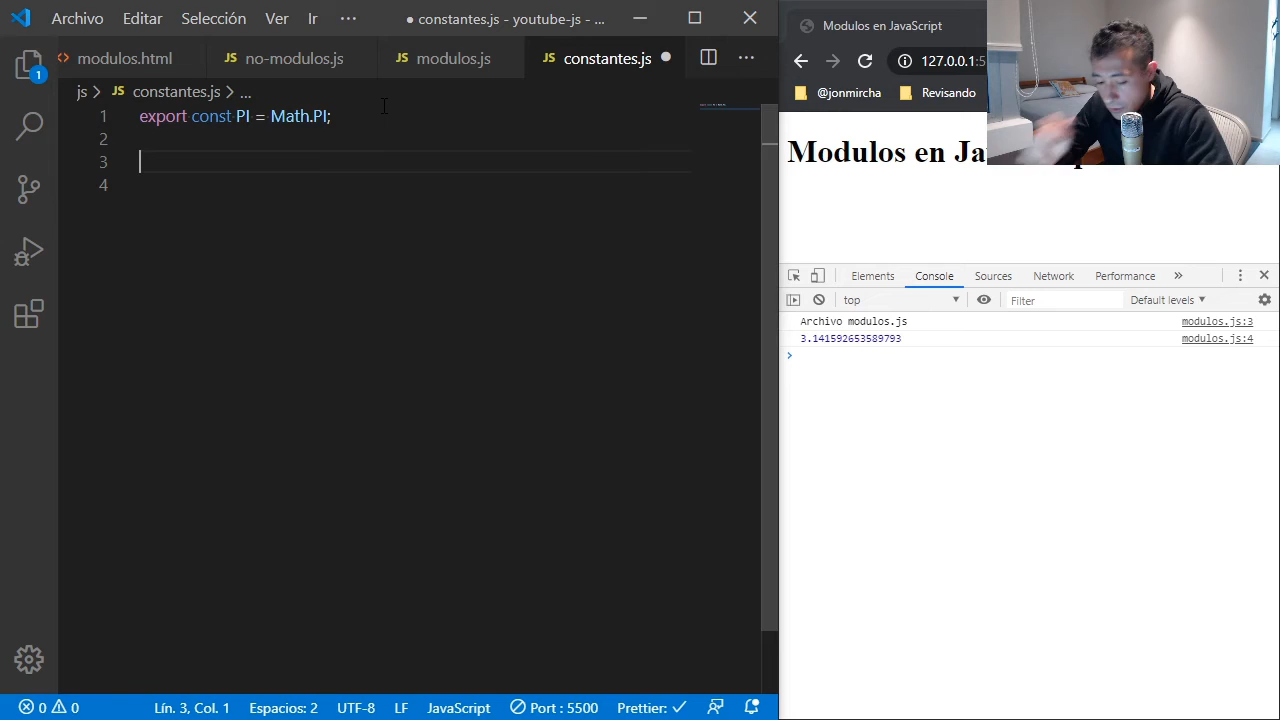 Archivo Editar Selección Ver Ir ··· ● constantes.js - youtube-js - ...
modulos.html no-modulos.js modulos.js constantes.js ●
js > JS constantes.js > ...
1 export const PI = Math.PI;
2
3
4
1
Lín. 3, Col. 1 Espacios: 2 UTF-8 LF JavaScript Port : 5500 Prettier: ✓
0 0
Modulos en JavaScript
127.0.0.1:5
@jonmircha Revisando
Modulos en Ja
Elements Console Sources Network Performance »
top Filter Default levels
Archivo modulos.js modulos.js:3
3.141592653589793 modulos.js:4
>